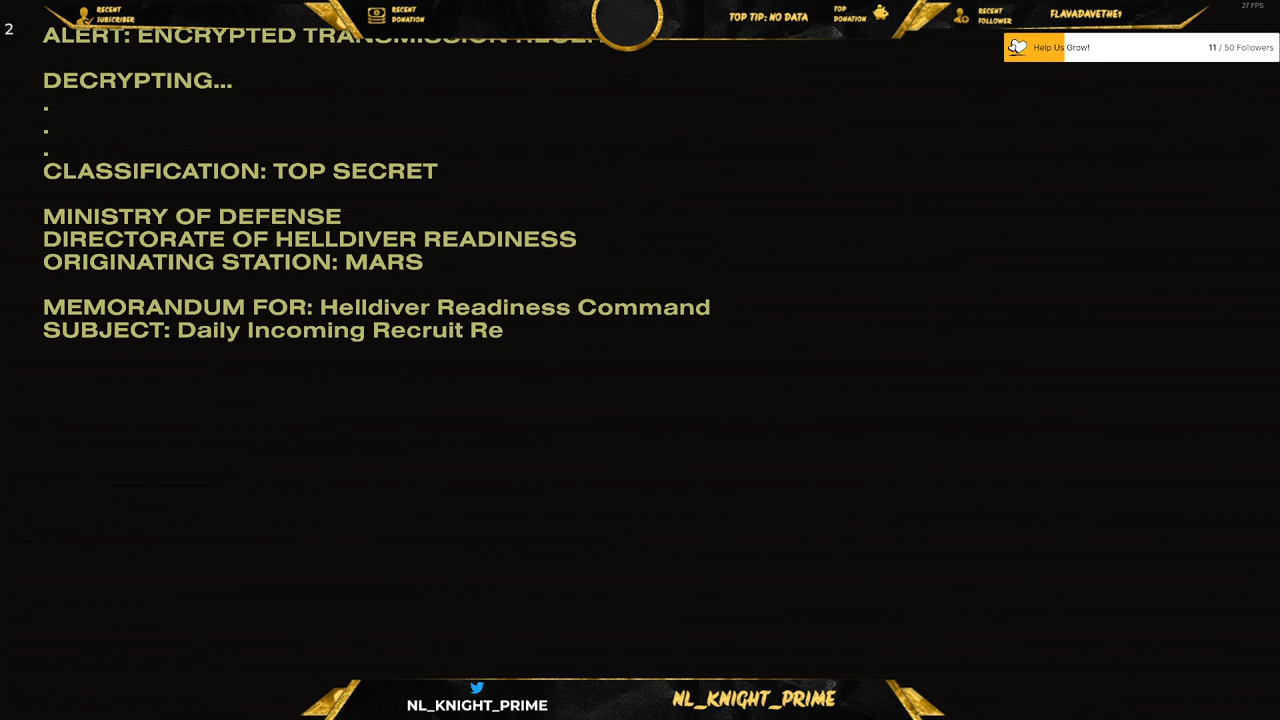 27 FPS
RECENT SUBSCRIBER
RECENT DONATION
TOP TIP: NO DATA
TOP DONATION
RECENT FOLLOWER
FLAVADAVETHE1
2
ALERT: ENCRYPTED TRANSMISSION
Help Us Grow!
11 / 50 Followers
DECRYPTING...
.
.
.
CLASSIFICATION: TOP SECRET
MINISTRY OF DEFENSE
DIRECTORATE OF HELLDIVER READINESS
ORIGINATING STATION: MARS
MEMORANDUM FOR: Helldiver Readiness Command
SUBJECT: Daily Incoming Recruit Re
NL_KNIGHT_PRIME
NL_KNIGHT_PRIME